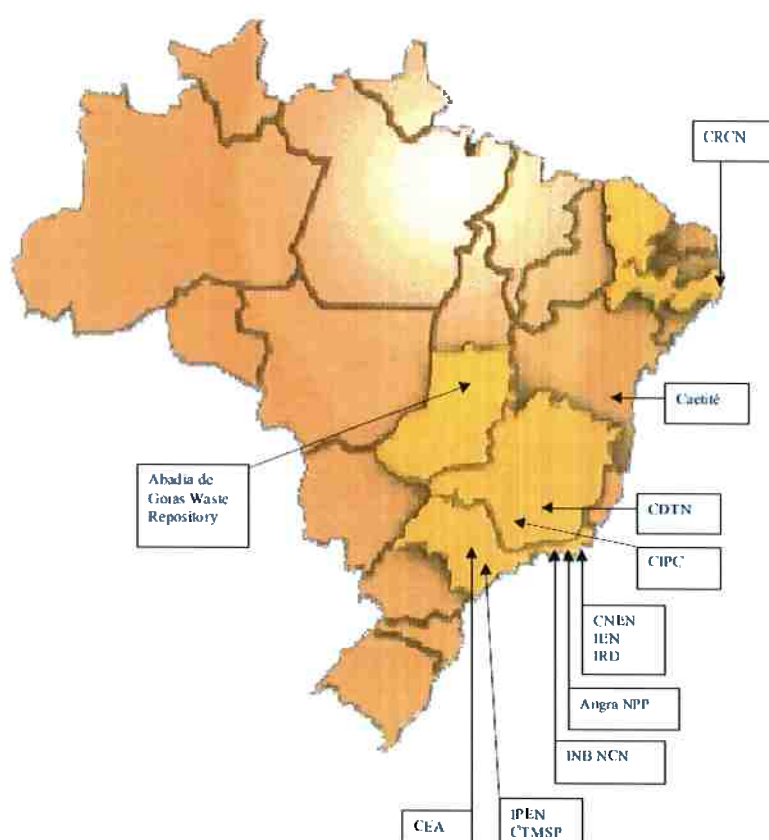 CRCN
Caetité
Abadia de
Goias Waste
Repository
CDTN
CIPC
CNEN
IEN
IRD
Angra NPP
INB NCN
CEA
IPEN
CTMSP